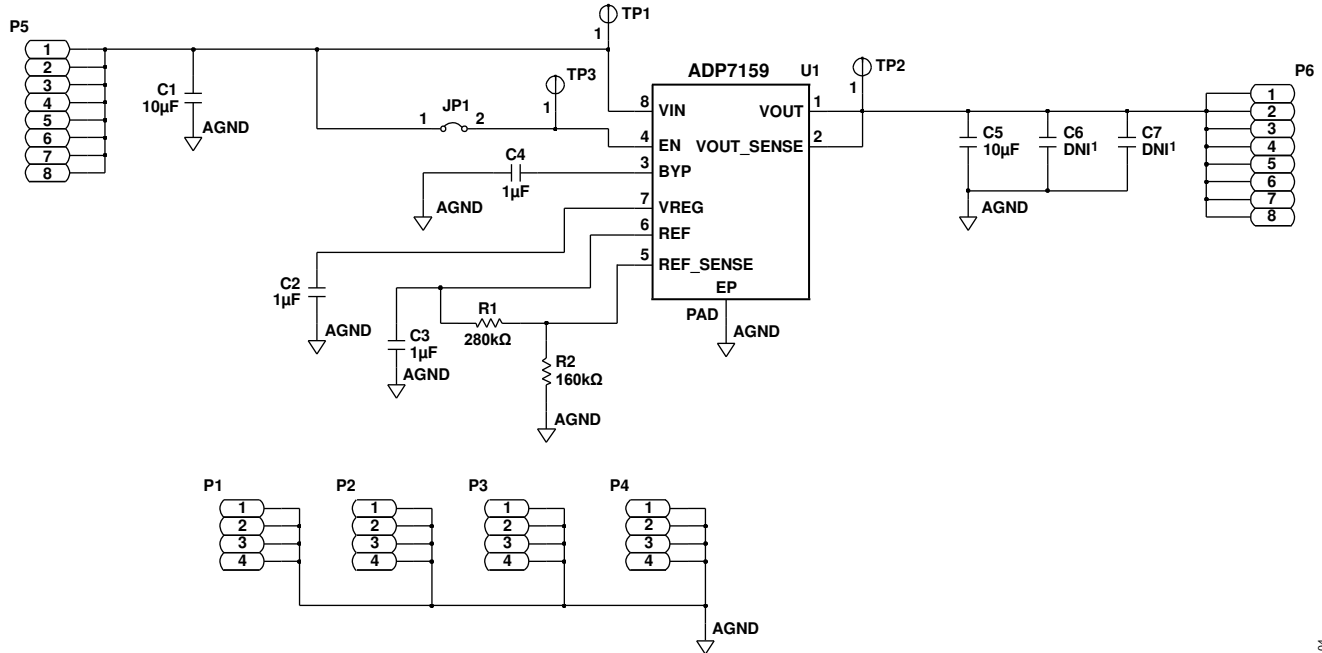 P5
1
2
3
4
5
6
7
8
C1
10µF
AGND
TP1
1
TP3
1
JP1
1 2
C4
1µF
AGND
C2
1µF
AGND
C3
1µF
AGND
R1
280kΩ
R2
160kΩ
AGND
ADP7159 U1
8 VIN
4 EN
3 BYP
7 VREG
6 REF
5 REF_SENSE
VOUT 1
VOUT_SENSE 2
EP
PAD
AGND
TP2
1
C5
10µF
C6
DNI¹
C7
DNI¹
AGND
P6
1
2
3
4
5
6
7
8
P1
1
2
3
4
P2
1
2
3
4
P3
1
2
3
4
P4
1
2
3
4
AGND